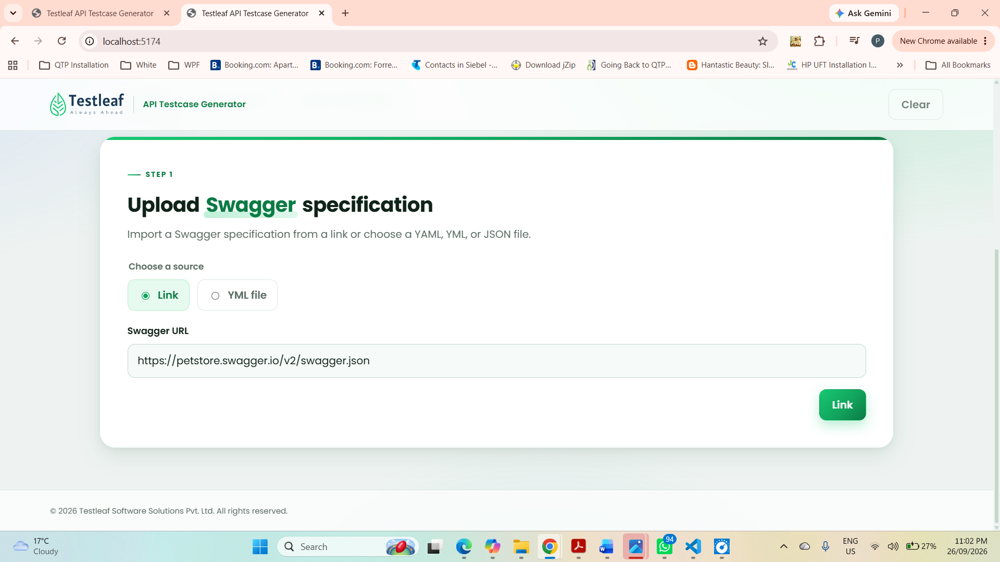 Testleaf API Testcase Generator
Testleaf API Testcase Generator
Ask Gemini
localhost:5174
P
New Chrome available
QTP Installation
White
WPF
B.
Booking.com: Apart...
B.
Booking.com: Forre...
Contacts in Siebel -...
Download jZip
Going Back to QTP...
Hantastic Beauty: Sl...
HP UFT Installation I...
All Bookmarks
Testleaf
Always Ahead
API Testcase Generator
Clear
STEP 1
Upload Swagger specification
Import a Swagger specification from a link or choose a YAML, YML, or JSON file.
Choose a source
Link
YML file
Swagger URL
https://petstore.swagger.io/v2/swagger.json
Link
© 2026 Testleaf Software Solutions Pvt. Ltd. All rights reserved.
17°C
Cloudy
Search
94
ENG
US
27%
11:02 PM
26/09/2026